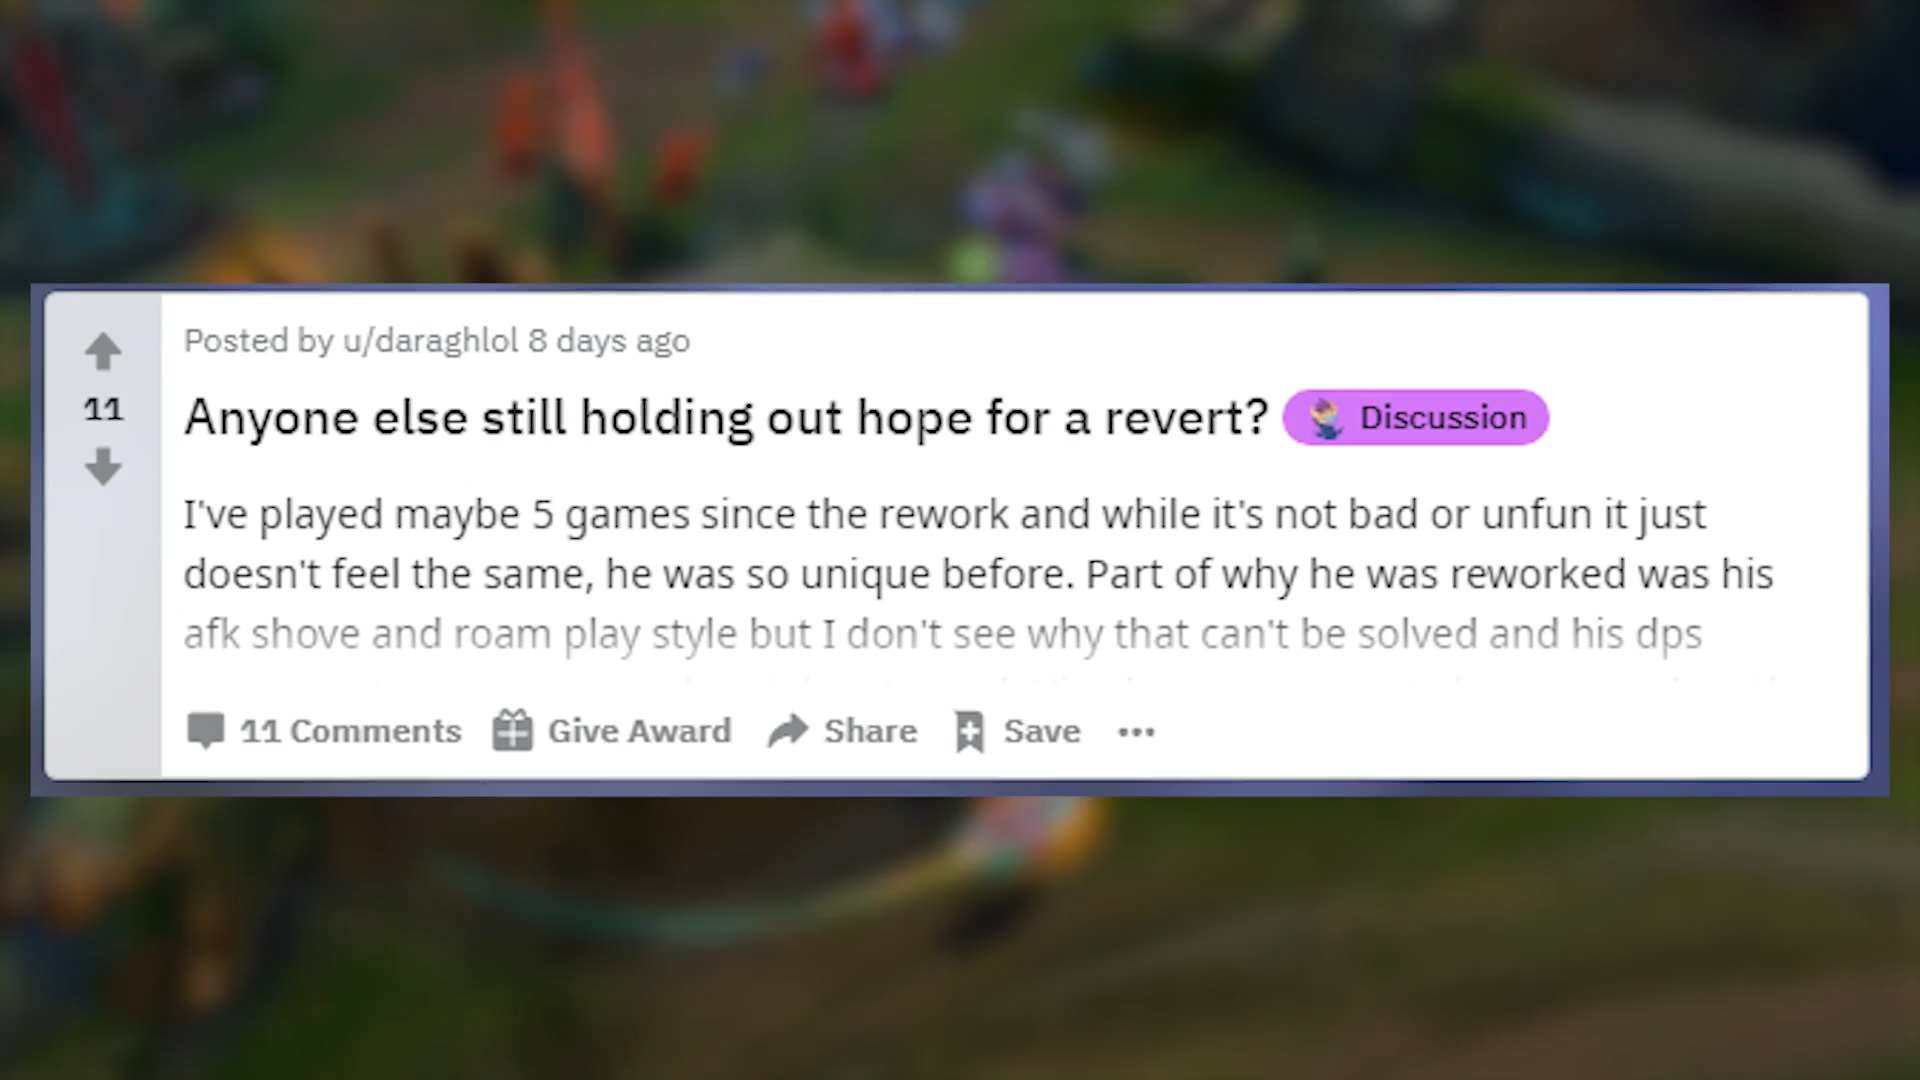 Posted by u/daraghlol 8 days ago
11
Anyone else still holding out hope for a revert? Discussion
I've played maybe 5 games since the rework and while it's not bad or unfun it just
doesn't feel the same, he was so unique before. Part of why he was reworked was his
afk shove and roam play style but I don't see why that can't be solved and his dps
11 Comments Give Award Share Save